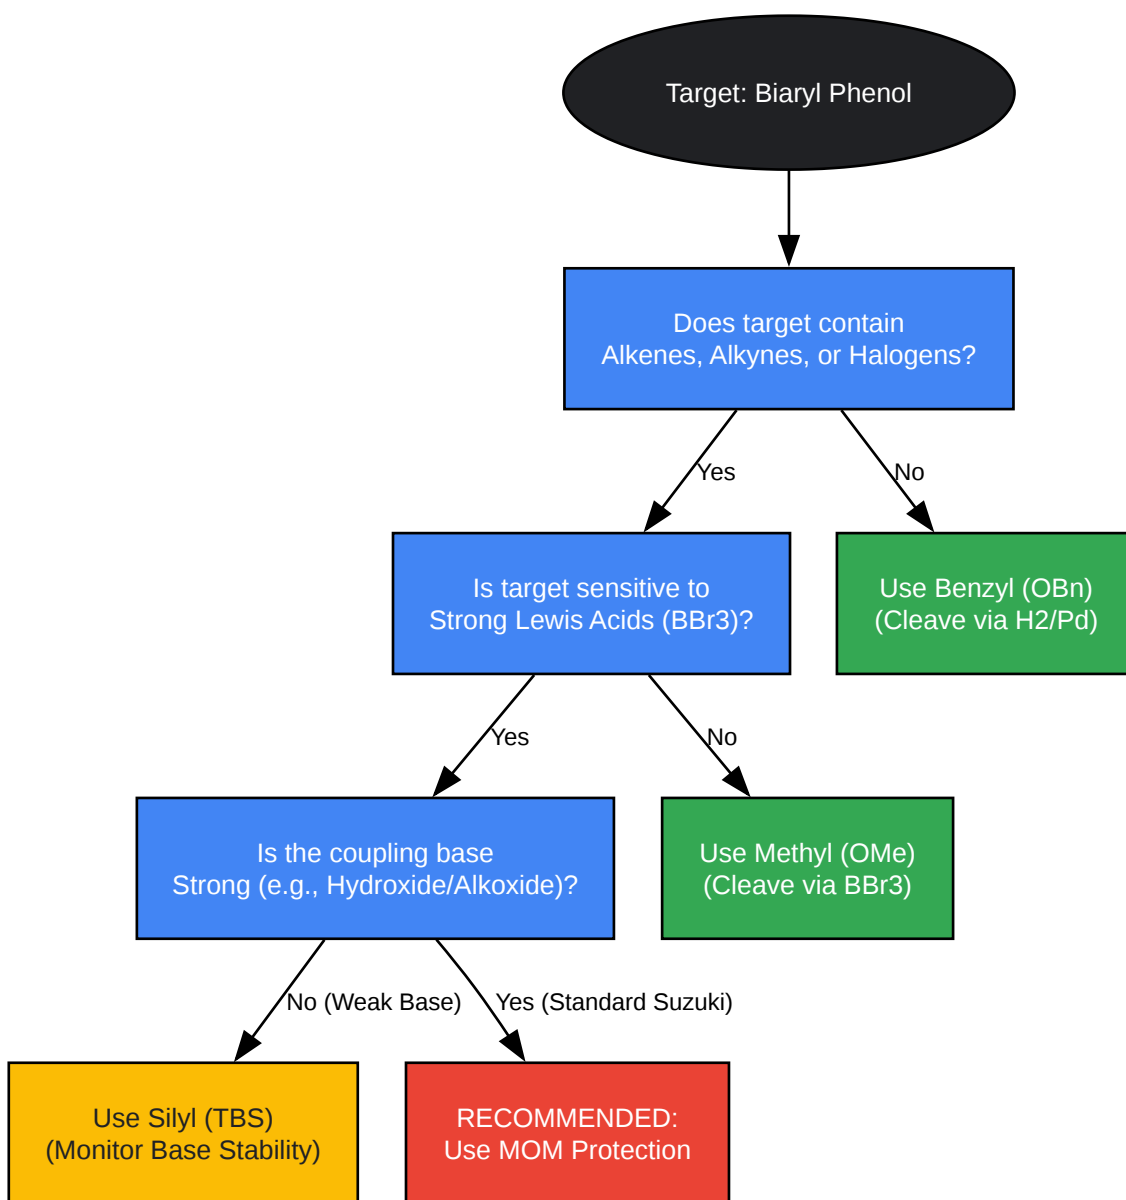 Target: Biaryl Phenol
Does target contain
Alkenes, Alkynes, or Halogens?
Yes
No
Is target sensitive to
Strong Lewis Acids (BBr3)?
Use Benzyl (OBn)
(Cleave via H2/Pd)
Yes
No
Is the coupling base
Strong (e.g., Hydroxide/Alkoxide)?
Use Methyl (OMe)
(Cleave via BBr3)
No (Weak Base)
Yes (Standard Suzuki)
Use Silyl (TBS)
(Monitor Base Stability)
RECOMMENDED:
Use MOM Protection